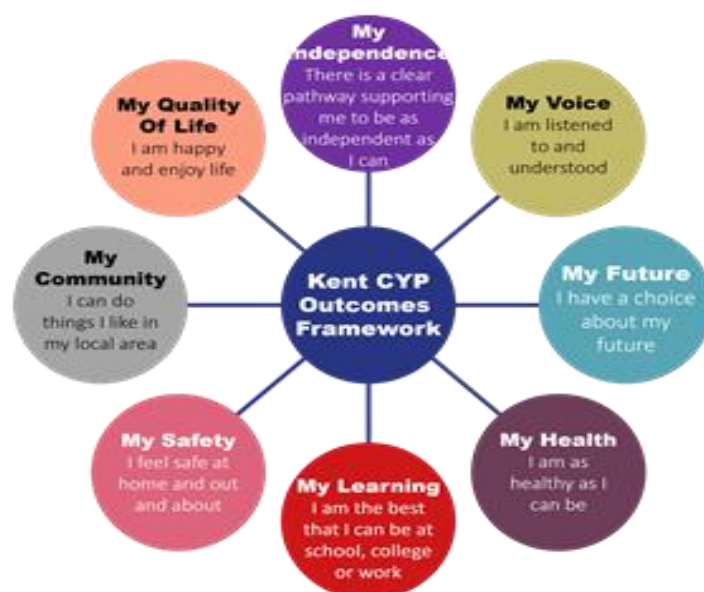 My
Independence
There is a clear
pathway supporting
me to be as
independent as
I can
My Voice
I am listened
to and
understood
My Future
I have a choice
about my
future
My Health
I am as
healthy as I
can be
My Learning
I am the best
that I can be at
school, college
or work
My Safety
I feel safe at
home and out
and about
My
Community
I can do
things I like in
my local area
My Quality
Of Life
I am happy
and enjoy life
Kent CYP
Outcomes
Framework